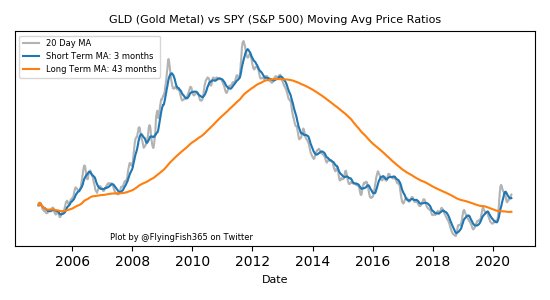 GLD (Gold Metal) vs SPY (S&P 500) Moving Avg Price Ratios
20 Day MA
Short Term MA: 3 months
Long Term MA: 43 months
Plot by @FlyingFish365 on Twitter
2006 2008 2010 2012 2014 2016 2018 2020
Date